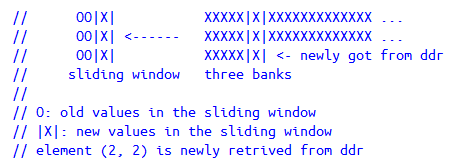 //      OO|X|           XXXXX|X|XXXXXXXXXXXXX ...
//      OO|X| <------   XXXXX|X|XXXXXXXXXXXXX ...
//      OO|X|           XXXXX|X| <- newly got from ddr
//     sliding window   three banks
//
// O: old values in the sliding window
// |X|: new values in the sliding window
// element (2, 2) is newly retrived from ddr